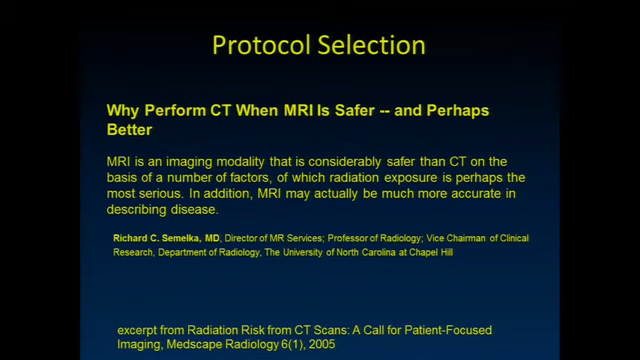 Protocol Selection
Why Perform CT When MRI Is Safer -- and Perhaps
Better
MRI is an imaging modality that is considerably safer than CT on the
basis of a number of factors, of which radiation exposure is perhaps the
most serious. In addition, MRI may actually be much more accurate in
describing disease.
Richard C. Semelka, MD, Director of MR Services; Professor of Radiology; Vice Chairman of Clinical
Research, Department of Radiology, The University of North Carolina at Chapel Hill
excerpt from Radiation Risk from CT Scans: A Call for Patient-Focused
Imaging, Medscape Radiology 6(1), 2005